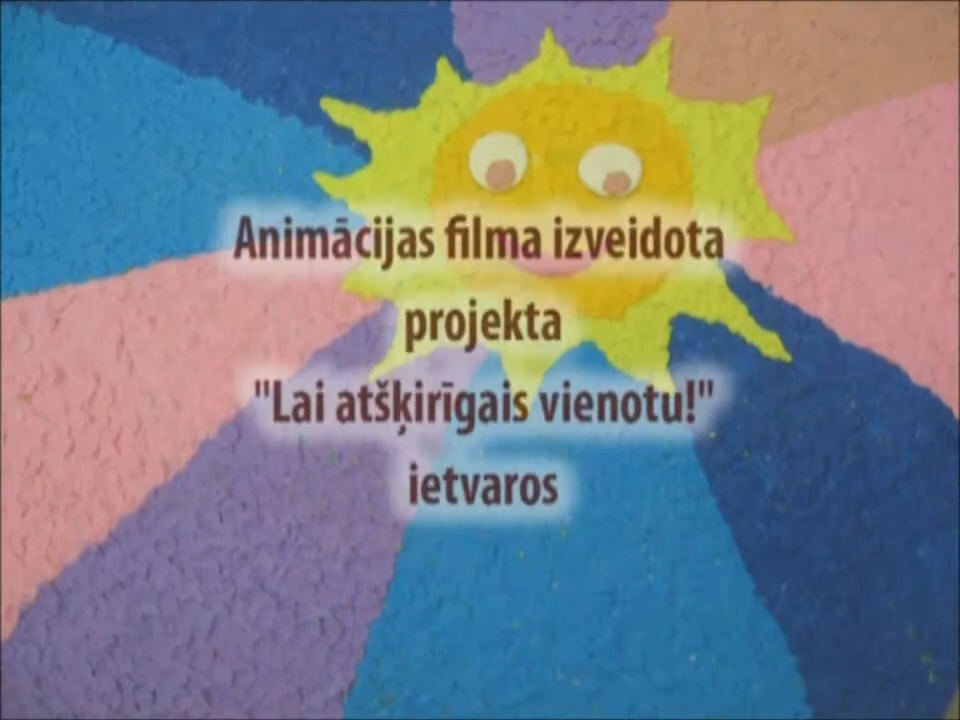 Animācijas filma izveidota
projekta
"Lai atšķirīgais vienotu!"
ietvaros